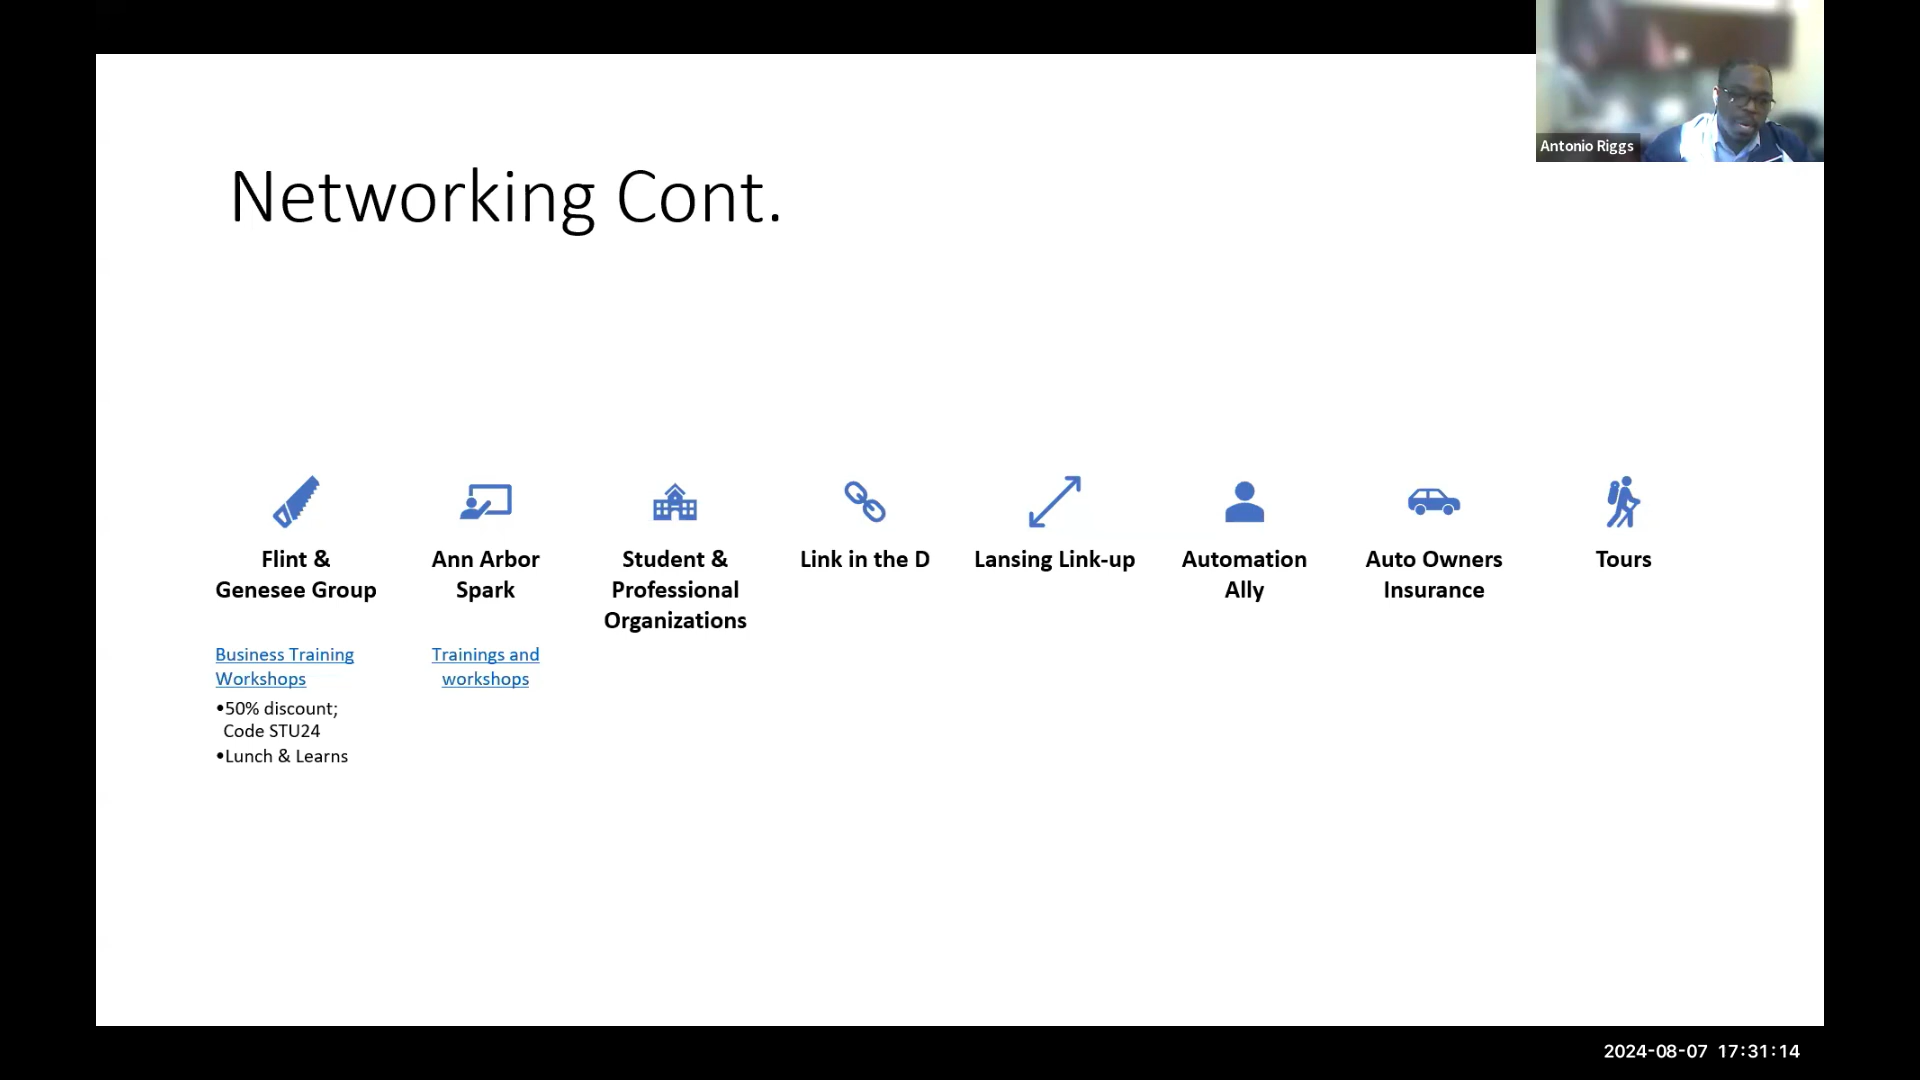 Antonio Riggs
Networking Cont.
Flint &
Genesee Group
Business Training
Workshops
•50% discount;
Code STU24
•Lunch & Learns
Ann Arbor
Spark
Trainings and
workshops
Student &
Professional
Organizations
Link in the D
Lansing Link-up
Automation
Ally
Auto Owners
Insurance
Tours
2024-08-07 17:31:14